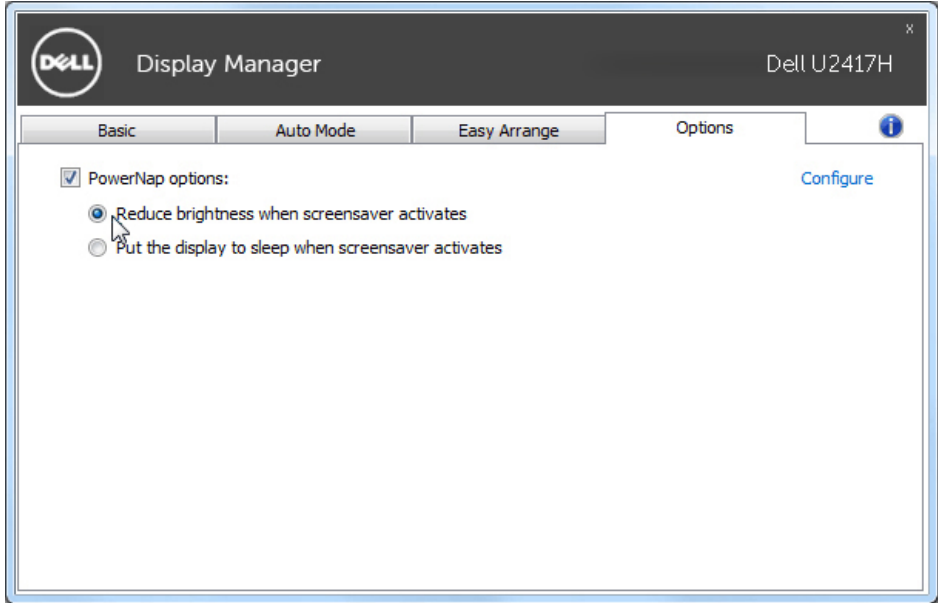 x
DELL Display Manager Dell U2417H
Basic Auto Mode Easy Arrange Options i
PowerNap options: Configure
Reduce brightness when screensaver activates
Put the display to sleep when screensaver activates